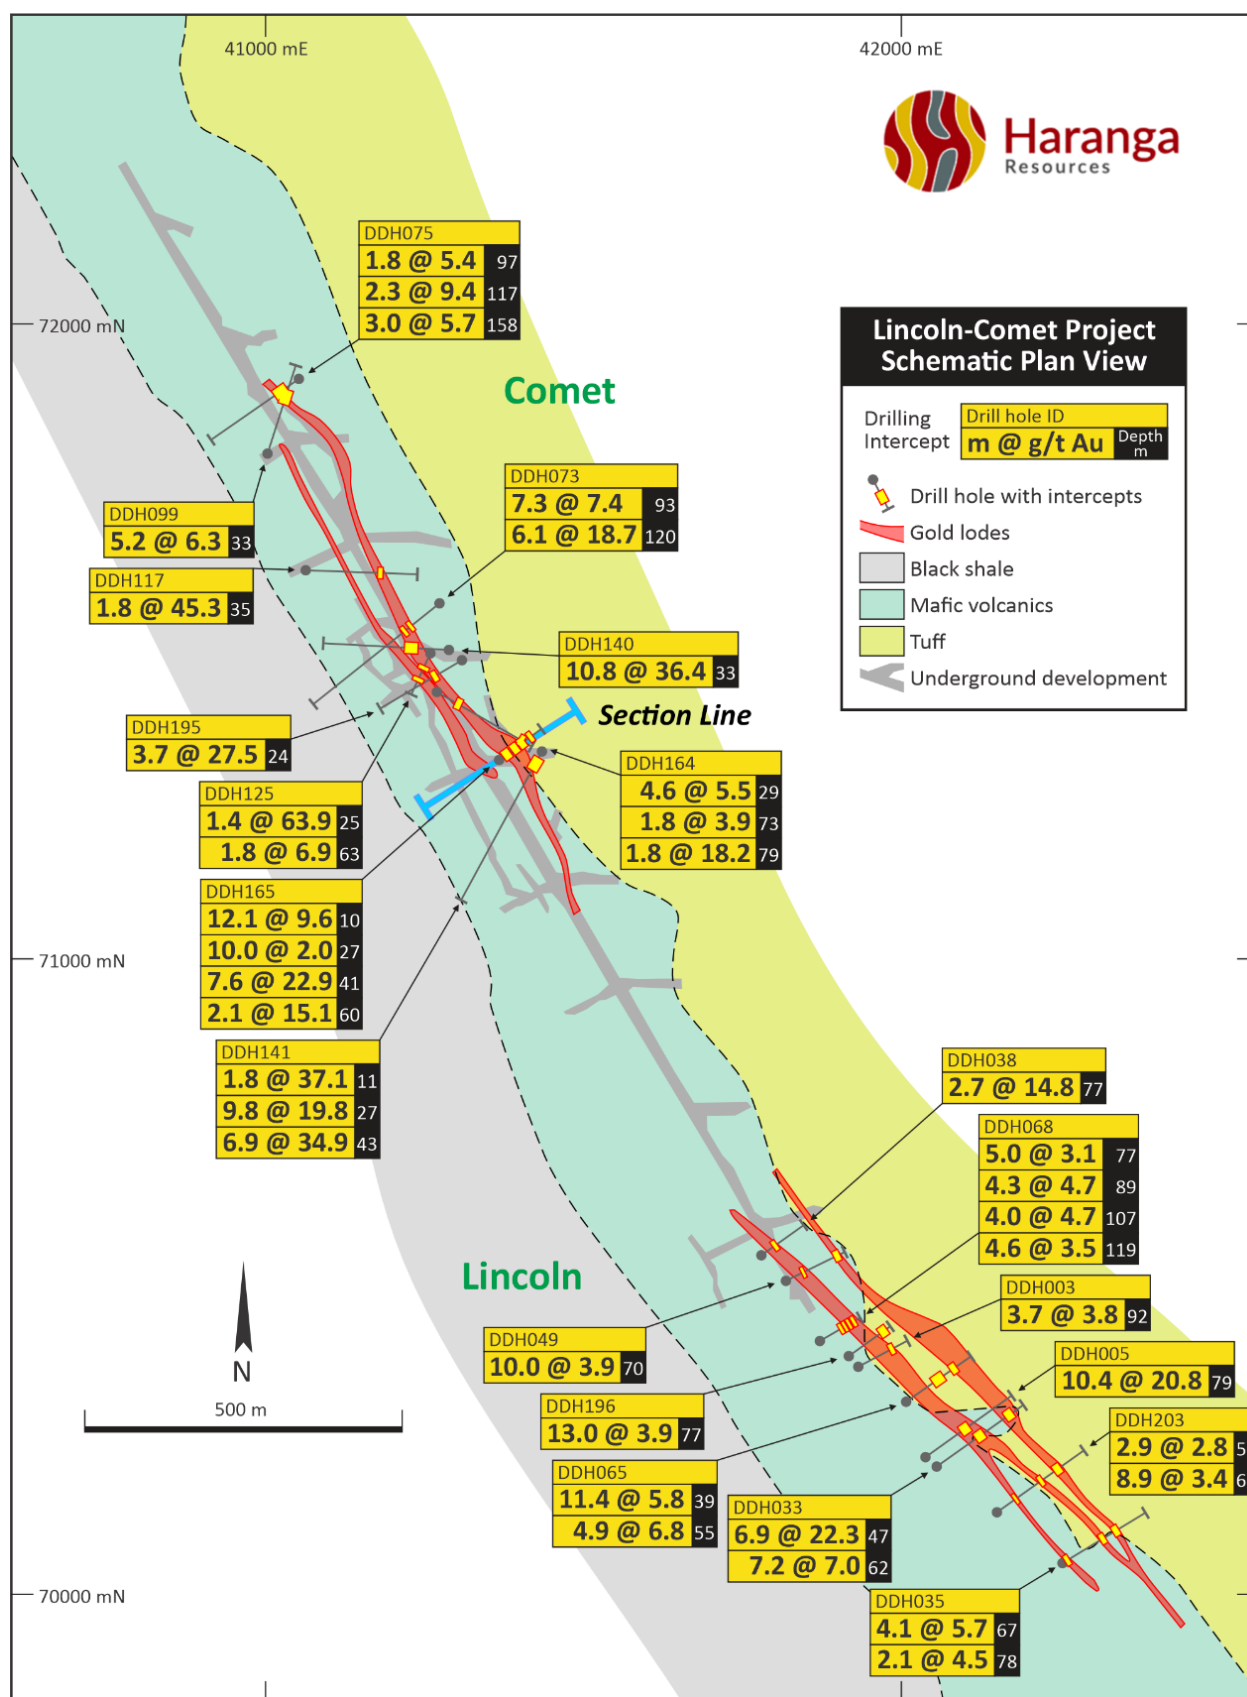 41000 mE
42000 mE
Haranga
Resources
DDH075
1.8 @ 5.4 97
2.3 @ 9.4 117
3.0 @ 5.7 158
72000 mN
Lincoln-Comet Project
Schematic Plan View
Drilling
Intercept
Drill hole ID
m @ g/t Au
Depth
m
Drill hole with intercepts
Gold lodes
Black shale
Mafic volcanics
Tuff
Underground development
Comet
DDH073
7.3 @ 7.4 93
6.1 @ 18.7 120
DDH099
5.2 @ 6.3 33
DDH117
1.8 @ 45.3 35
DDH140
10.8 @ 36.4 33
Section Line
DDH195
3.7 @ 27.5 24
DDH164
4.6 @ 5.5 29
1.8 @ 3.9 73
1.8 @ 18.2 79
DDH125
1.4 @ 63.9 25
1.8 @ 6.9 63
DDH165
12.1 @ 9.6 10
10.0 @ 2.0 27
7.6 @ 22.9 41
2.1 @ 15.1 60
71000 mN
DDH141
1.8 @ 37.1 11
9.8 @ 19.8 27
6.9 @ 34.9 43
DDH038
2.7 @ 14.8 77
DDH068
5.0 @ 3.1 77
4.3 @ 4.7 89
4.0 @ 4.7 107
4.6 @ 3.5 119
Lincoln
DDH003
3.7 @ 3.8 92
DDH049
10.0 @ 3.9 70
DDH005
10.4 @ 20.8 79
N
500 m
DDH196
13.0 @ 3.9 77
DDH203
2.9 @ 2.8
8.9 @ 3.4
DDH065
11.4 @ 5.8 39
4.9 @ 6.8 55
DDH033
6.9 @ 22.3 47
7.2 @ 7.0 62
70000 mN
DDH035
4.1 @ 5.7 67
2.1 @ 4.5 78